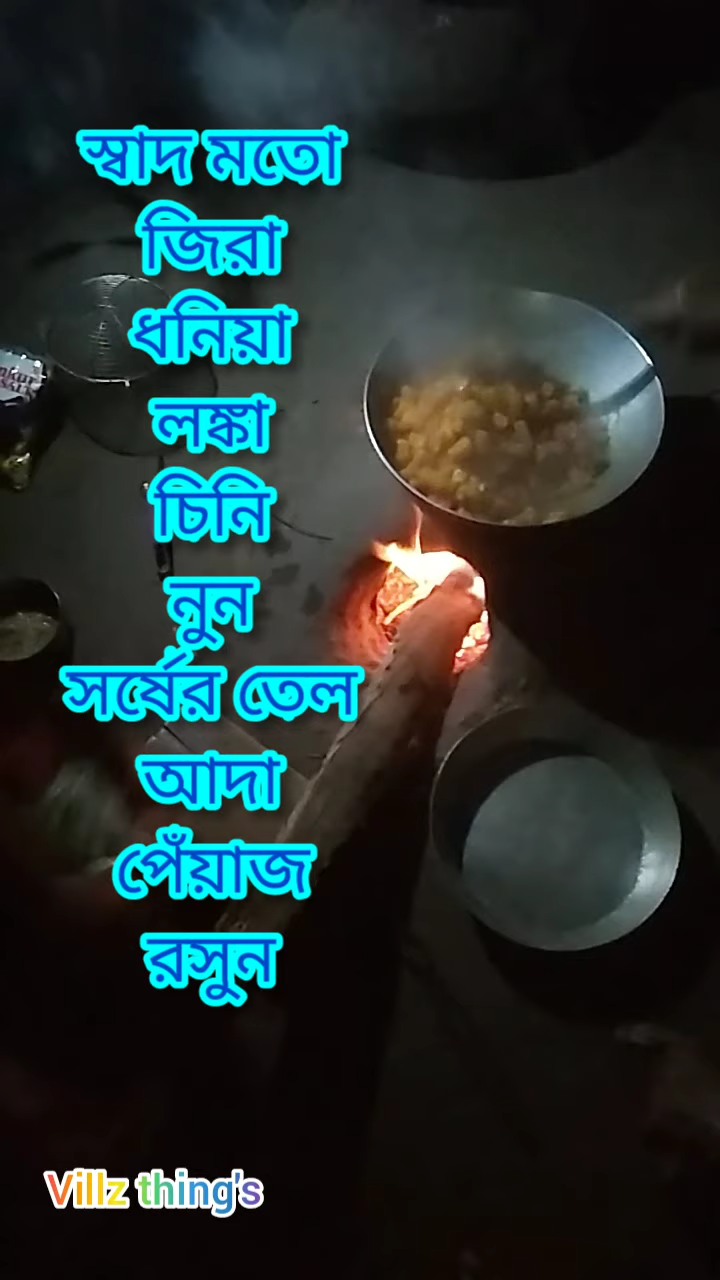 স্বাদ মতো
জিরা
ধনিয়া
লঙ্কা
চিনি
নুন
সর্ষের তেল
আদা
পেঁয়াজ
রসুন
Villz thing's